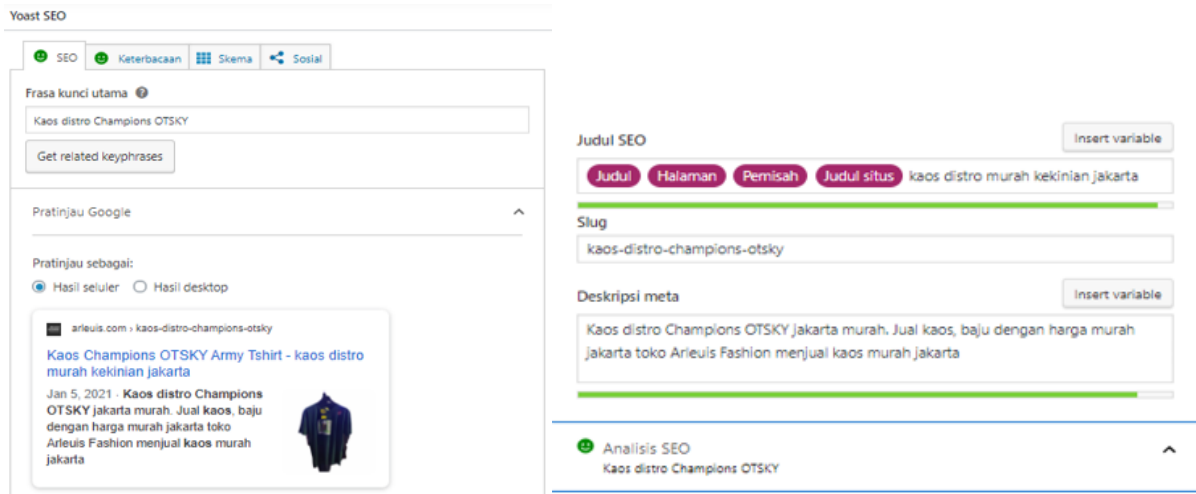 Yoast SEO
SEO
Keterbacaan
Skema
Sosial
Frasa kunci utama
Kaos distro Champions OTSKY
Get related keyphrases
Pratinjau Google
Pratinjau sebagai:
Hasil seluler
Hasil desktop
arleuis.com › kaos-distro-champions-otsky
Kaos Champions OTSKY Army Tshirt - kaos distro
murah kekinian jakarta
Jan 5, 2021 · Kaos distro Champions
OTSKY jakarta murah. Jual kaos, baju
dengan harga murah jakarta toko
Arleuis Fashion menjual kaos murah
jakarta
Judul SEO
Insert variable
Judul Halaman Pemisah Judul situs kaos distro murah kekinian jakarta
Slug
kaos-distro-champions-otsky
Deskripsi meta
Insert variable
Kaos distro Champions OTSKY jakarta murah. Jual kaos, baju dengan harga murah
jakarta toko Arleuis Fashion menjual kaos murah jakarta
Analisis SEO
Kaos distro Champions OTSKY